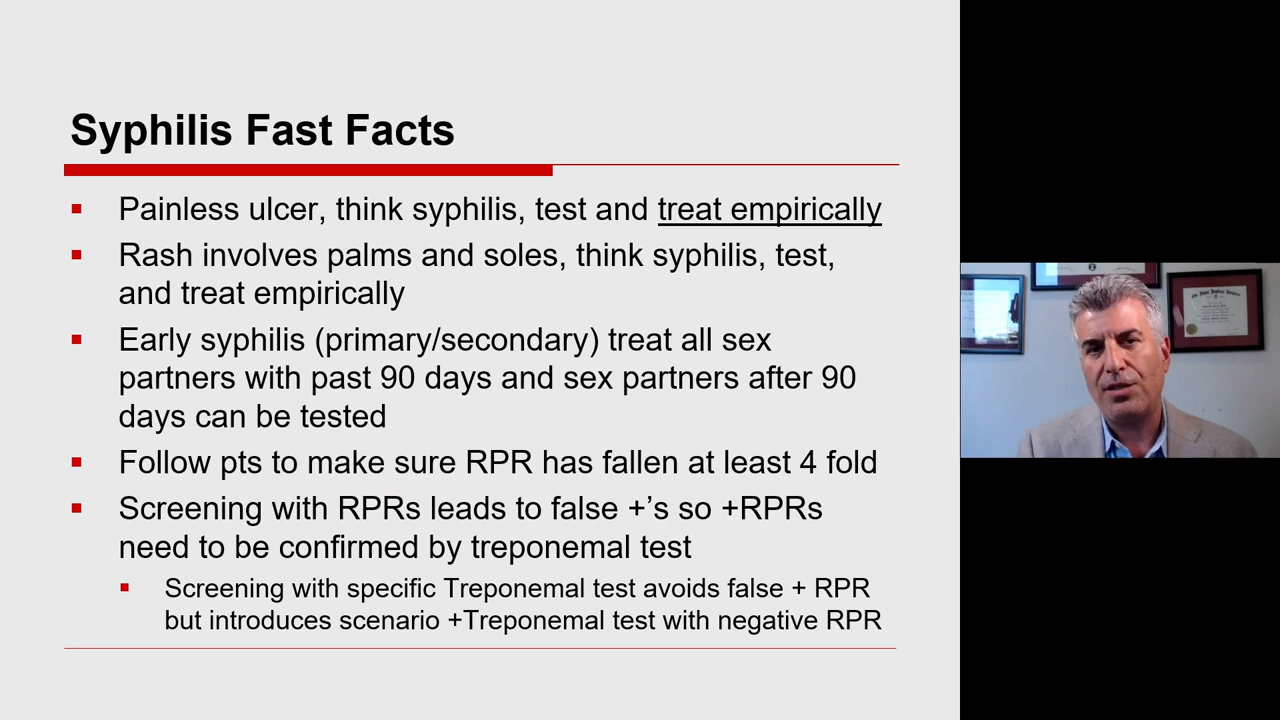 Syphilis Fast Facts
Painless ulcer, think syphilis, test and treat empirically
Rash involves palms and soles, think syphilis, test,
and treat empirically
Early syphilis (primary/secondary) treat all sex
partners with past 90 days and sex partners after 90
days can be tested
Follow pts to make sure RPR has fallen at least 4 fold
Screening with RPRs leads to false +’s so +RPRs
need to be confirmed by treponemal test
Screening with specific Treponemal test avoids false + RPR
but introduces scenario +Treponemal test with negative RPR